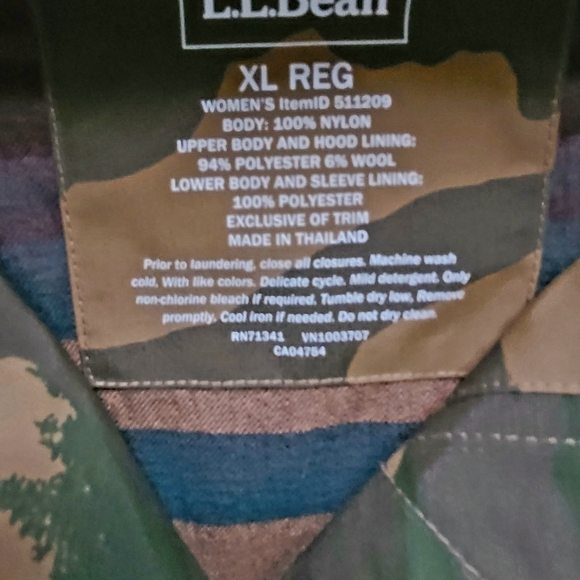 L.L.Bean
XL REG
WOMEN'S ItemID 511209
BODY: 100% NYLON
UPPER BODY AND HOOD LINING:
94% POLYESTER 6% WOOL
LOWER BODY AND SLEEVE LINING:
100% POLYESTER
EXCLUSIVE OF TRIM
MADE IN THAILAND
Prior to laundering, close all closures. Machine wash
cold, With like colors. Delicate cycle. Mild detergent. Only
non-chlorine bleach if required. Tumble dry low, Remove
promptly. Cool iron if needed. Do not dry clean.
RN71341 VN1003707
CA04754